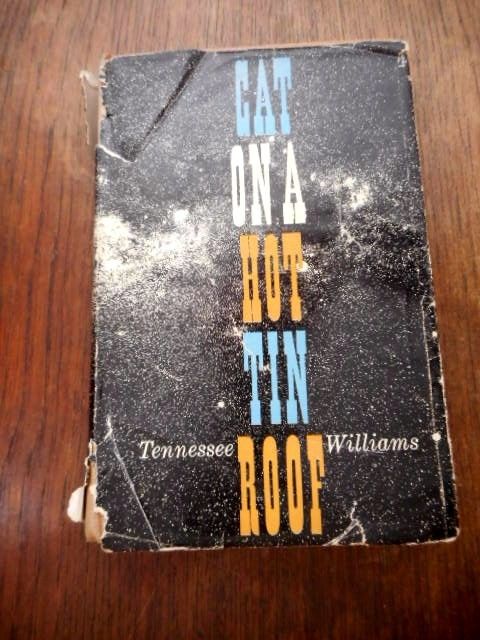 CAT
ON A
HOT
TIN
Tennessee ROOF Williams